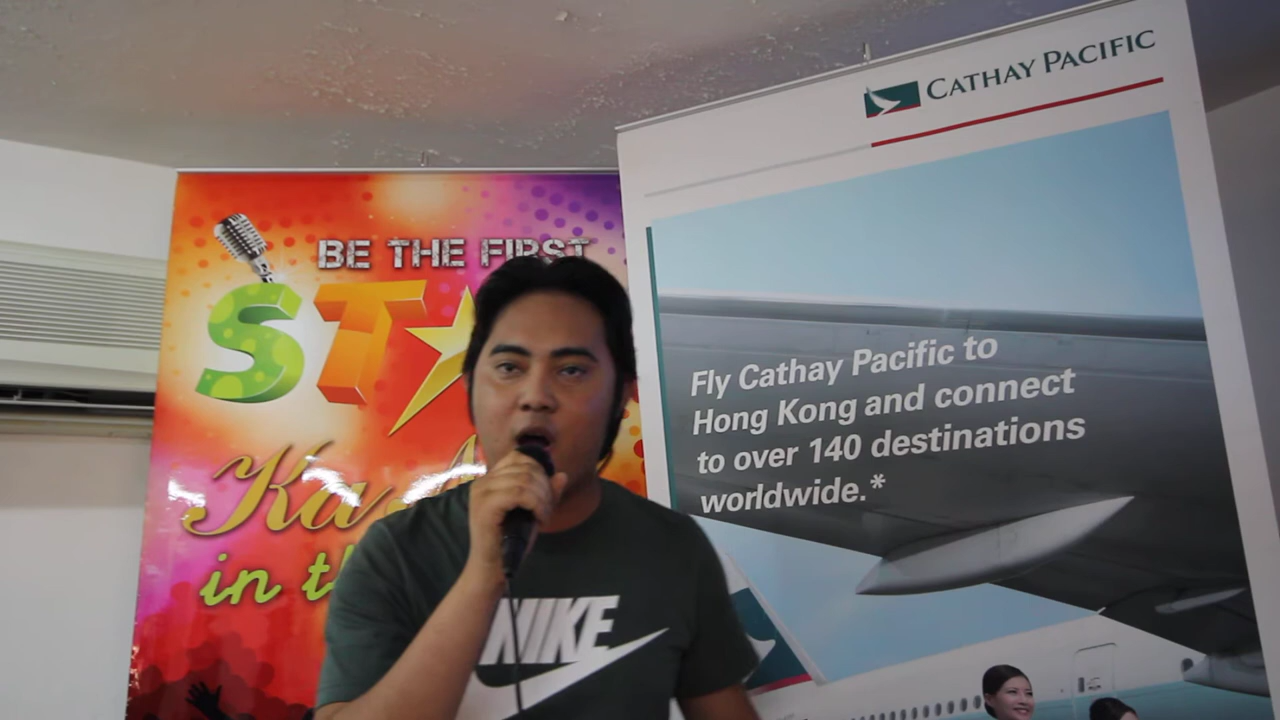 CATHAY PACIFIC
BE THE FIRST
Fly Cathay Pacific to
Hong Kong and connect
to over 140 destinations
worldwide.*
in
NIKE